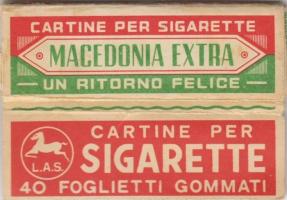 CARTINE PER SIGARETTE
MACEDONIA EXTRA
UN RITORNO FELICE
CARTINE PER
SIGARETTE
L.A.S.
40 FOGLIETTI GOMMATI